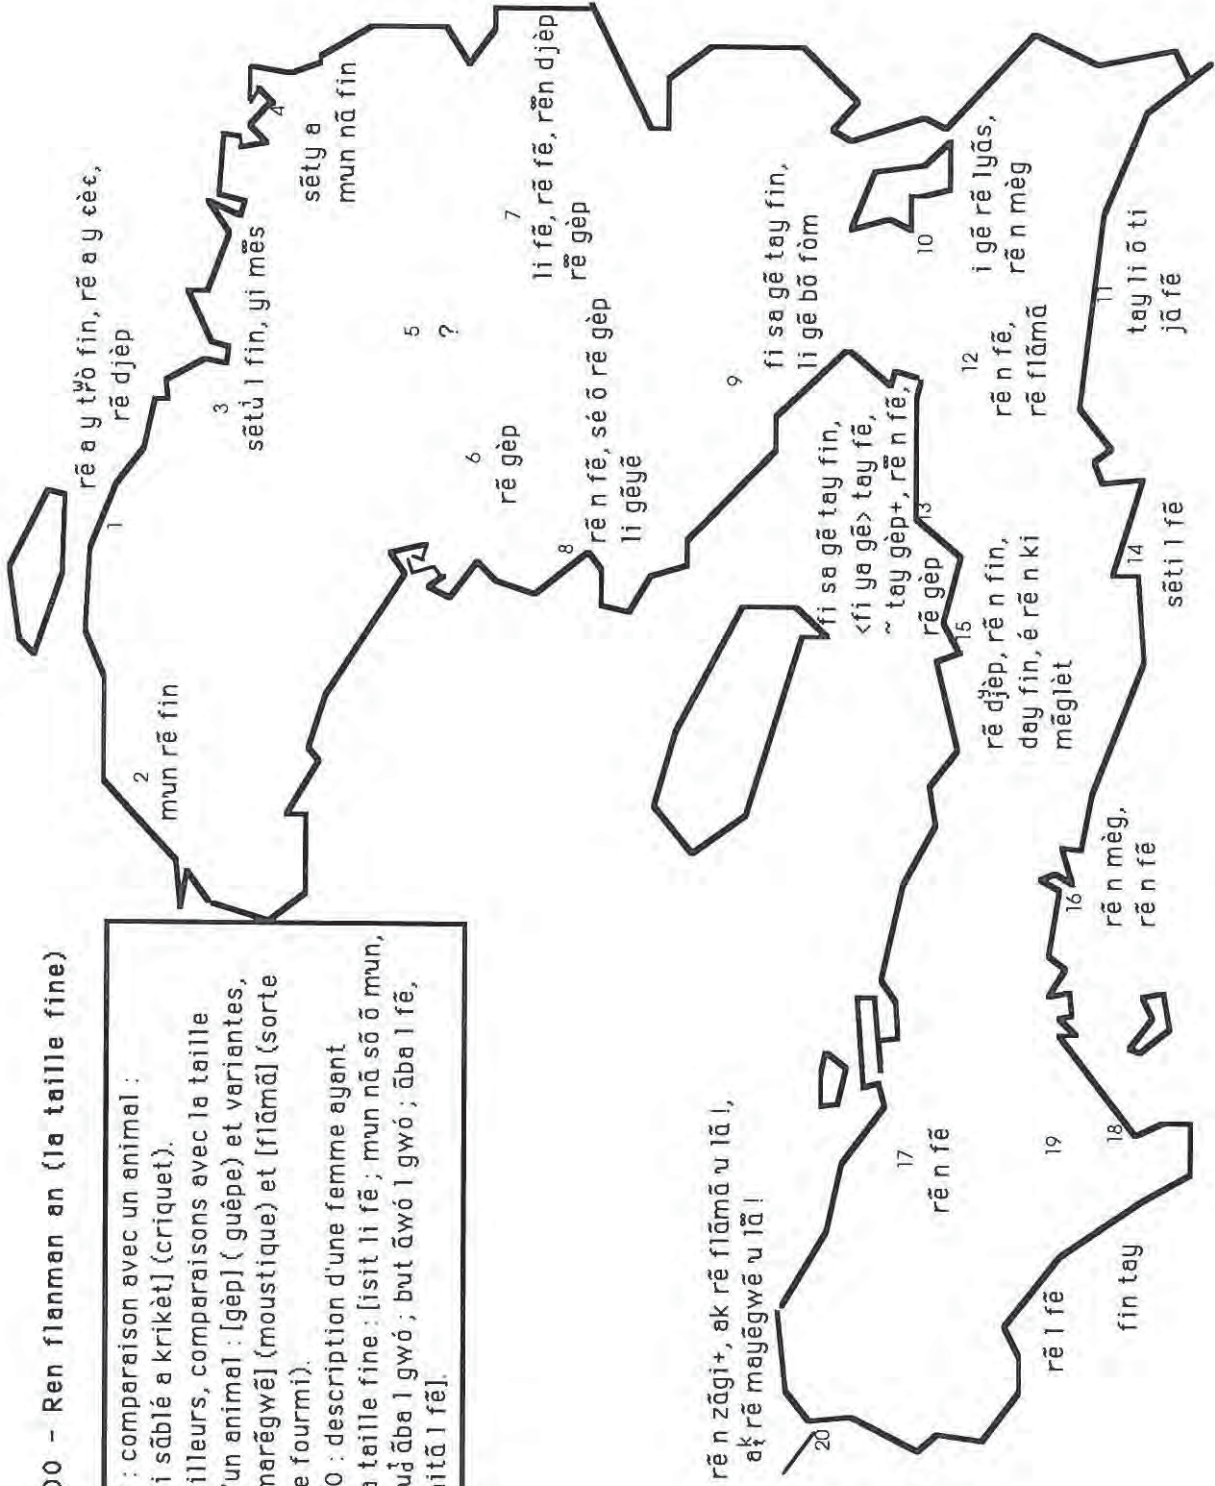 00 – Ren flanman an (la taille fine)
: comparaison avec un animal :
i sãblé a krikèt] (criquet).
illeurs, comparaisons avec la taille
'un animal : [gèp] ( guêpe) et variantes,
marẽgwẽ] (moustique) et [flãmã] (sorte
e fourmi).
0 : description d'une femme ayant
a taille fine : [isit li fẽ ; mun nã sõ õ mun,
ãba l gwó ; but ãwó l gwó ; ãba l fẽ,
nitã l fẽ].
1
rẽ a y fin, rẽ a y ɛèɛ,
rẽ djèp
2
mun rẽ fin
3
sẽtu l fin, yi mẽs
4
sẽty a
mun nã fin
5
?
6
rẽ gèp
7
li fẽ, rẽ fẽ, rẽn djèp
rẽ gèp
8
rẽ n fẽ, sé õ rẽ gèp
li gẽyẽ
9
fi sa gẽ tay fin,
li gẽ bõ fòm
10
i gẽ rẽ lyãs,
rẽ n mèg
11
tay li õ ti
jã fẽ
12
rẽ n fẽ,
rẽ flãmã
13
fi sa gẽ tay fin,
<fi ya gẽ> tay fẽ,
~ tay gèp+, rẽ n fẽ,
rẽ gèp
14
sẽti l fẽ
15
rẽ djèp, rẽ n fin,
day fin, é rẽ n ki
mẽglèt
16
rẽ n mèg,
rẽ n fẽ
17
rẽ n fẽ
18
fin tay
19
rẽ l fẽ
20
rẽ n zãgi+, ak rẽ flãmã u lã !,
rẽ mayẽgwẽ u lã !